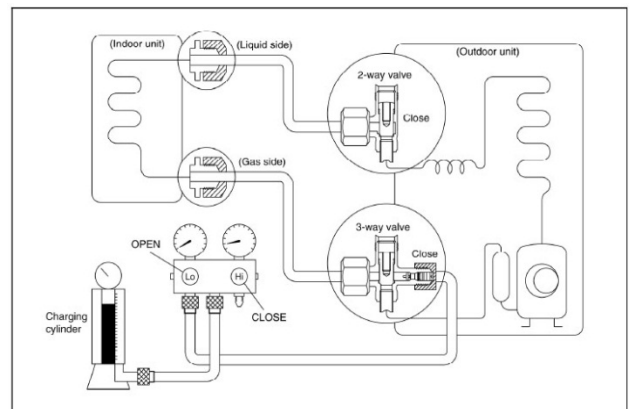 (Indoor unit)
(Liquid side)
(Outdoor unit)
2-way valve
Close
(Gas side)
3-way valve
Close
OPEN
Lo
Hi
CLOSE
Charging
cylinder